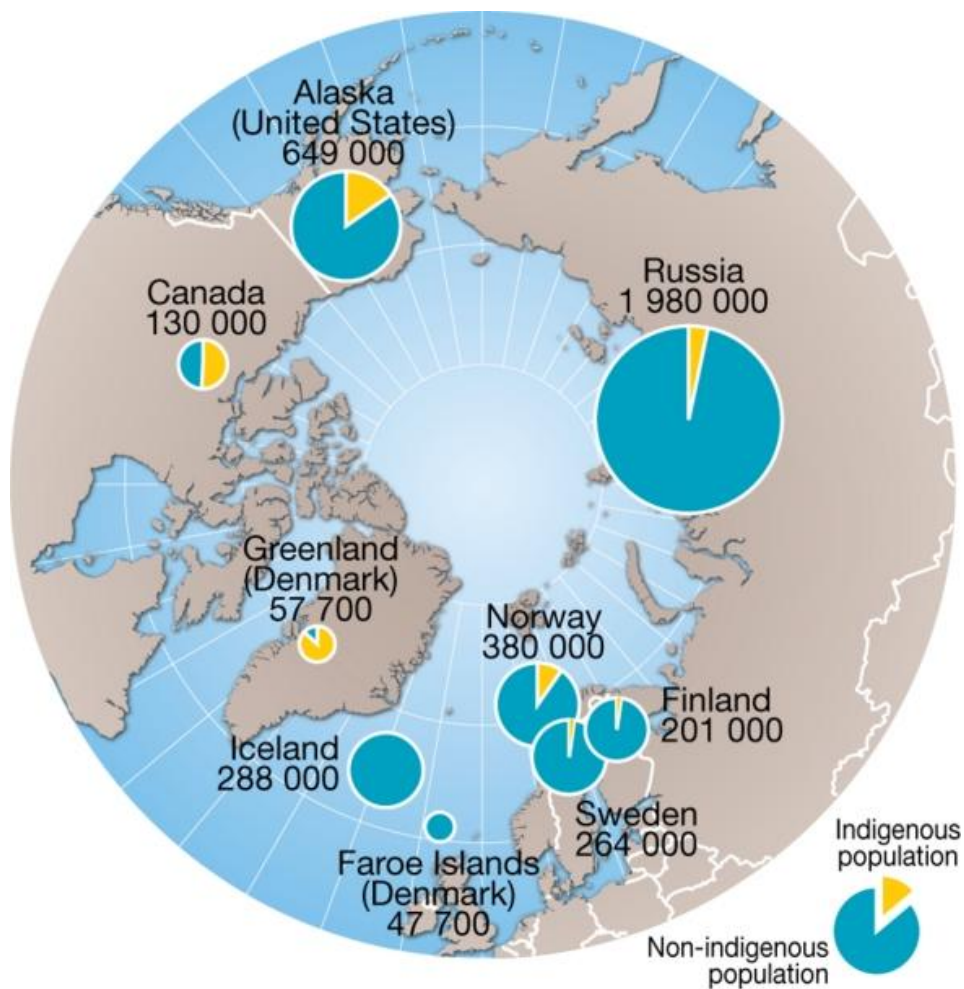 Alaska
(United States)
649 000
Russia
1 980 000
Canada
130 000
Greenland
(Denmark)
57 700
Norway
380 000
Finland
201 000
Iceland
288 000
Sweden
264 000
Faroe Islands
(Denmark)
47 700
Indigenous
population
Non-indigenous
population